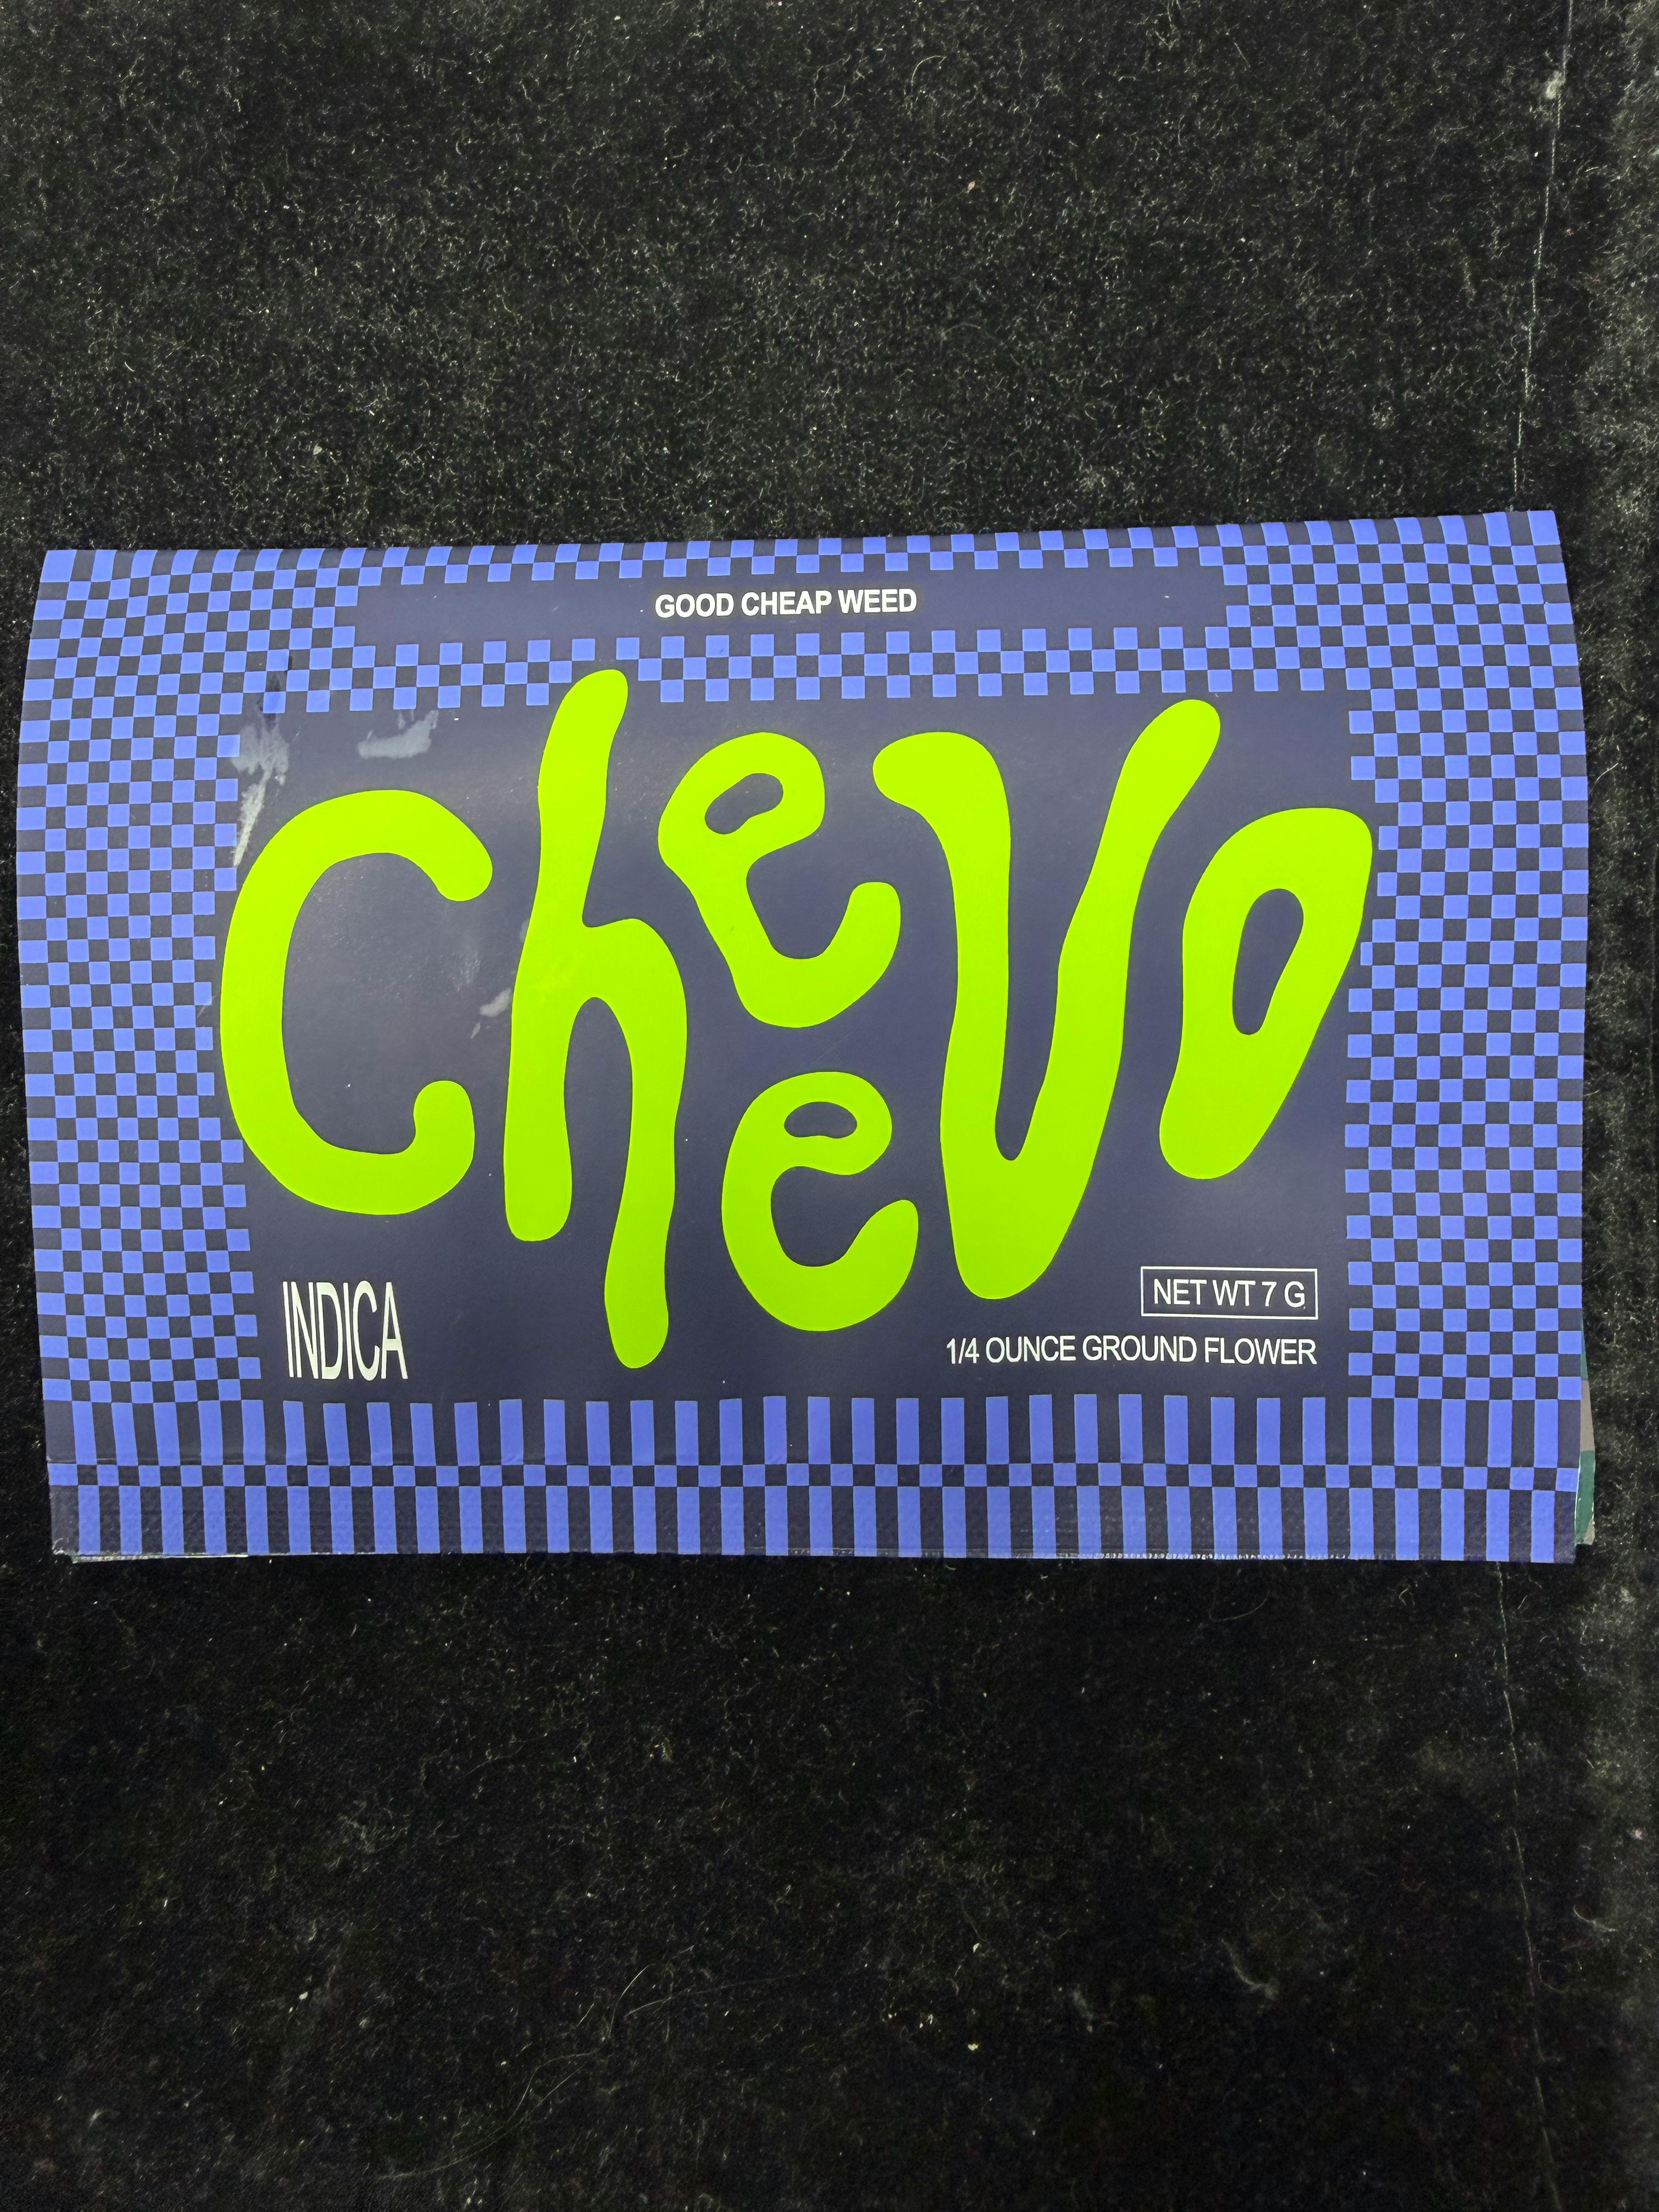 GOOD CHEAP WEED
Cheevo
INDICA
NET WT 7 G
1/4 OUNCE GROUND FLOWER